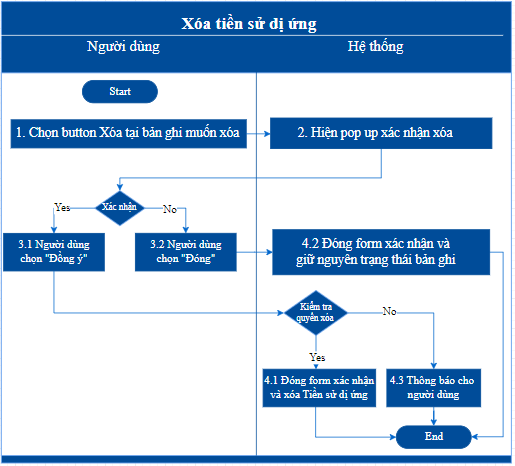 Xóa tiền sử dị ứng
Người dùng
Hệ thống
Start
1. Chọn button Xóa tại bản ghi muốn xóa
2. Hiện pop up xác nhận xóa
Xác nhận
Yes
No
3.1 Người dùng
chọn "Đồng ý"
3.2 Người dùng
chọn "Đóng"
4.2 Đóng form xác nhận và
giữ nguyên trạng thái bản ghi
Kiểm tra
quyền xóa
No
Yes
4.1 Đóng form xác nhận
và xóa Tiền sử dị ứng
4.3 Thông báo cho
người dùng
End